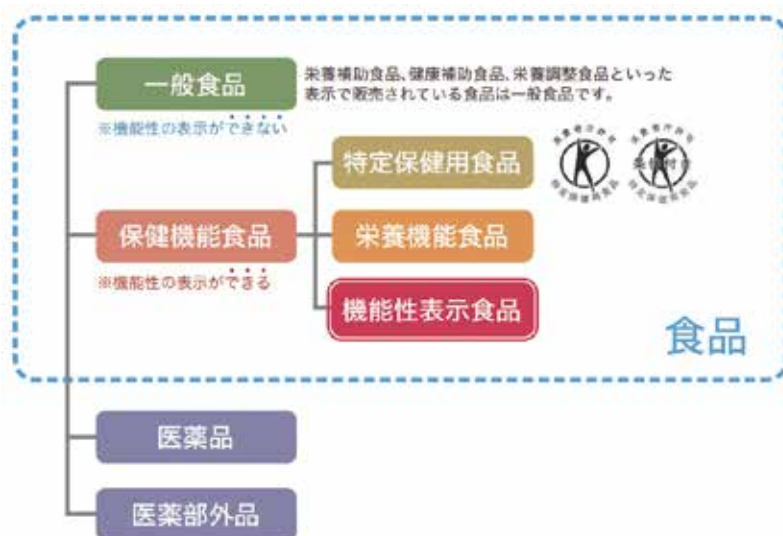 一般食品
栄養補助食品、健康補助食品、栄養調整食品といった
表示で販売されている食品は一般食品です。
※機能性の表示ができない
特定保健用食品
保健機能食品
栄養機能食品
※機能性の表示ができる
機能性表示食品
食品
医薬品
医薬部外品